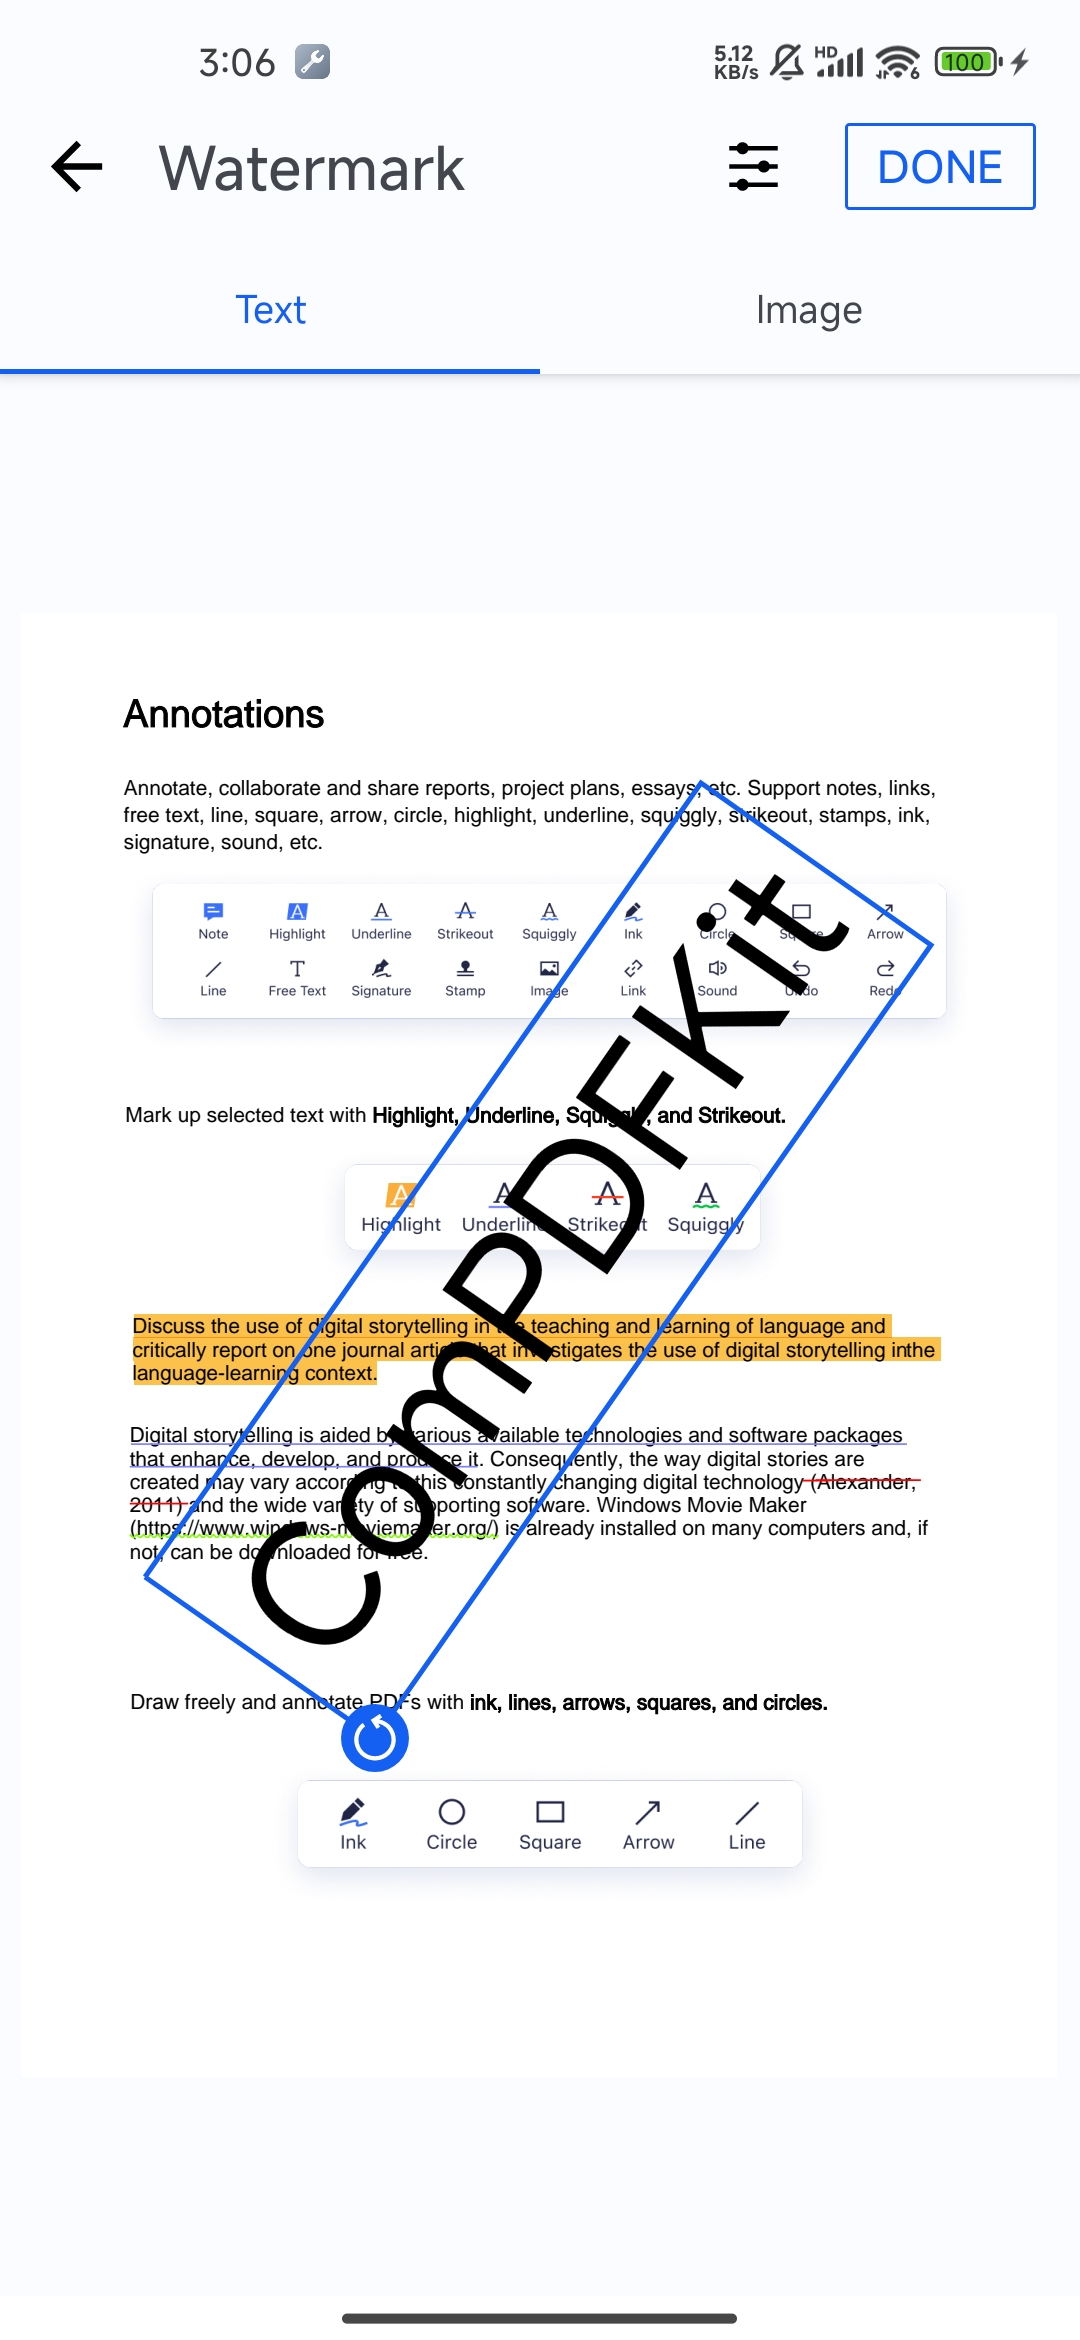 3:06
5.12
KB/s
HD
6
100
Watermark
DONE
Text
Image
Annotations
Annotate, collaborate and share reports, project plans, essays, etc. Support notes, links,
free text, line, square, arrow, circle, highlight, underline, squiggly, strikeout, stamps, ink,
signature, sound, etc.
Note Highlight Underline Strikeout Squiggly Ink Circle Square Arrow
Line Free Text Signature Stamp Image Link Sound Undo Redo
Mark up selected text with Highlight, Underline, Squiggly, and Strikeout.
Highlight Underline Strikeout Squiggly
Discuss the use of digital storytelling in the teaching and learning of language and
critically report on one journal article that investigates the use of digital storytelling inthe
language-learning context.
Digital storytelling is aided by various available technologies and software packages
that enhance, develop, and produce it. Consequently, the way digital stories are
created may vary according to this constantly changing digital technology (Alexander,
2011) and the wide variety of supporting software. Windows Movie Maker
(https://www.windows-moviemaker.org/) is already installed on many computers and, if
not, can be downloaded for free.
ComPDFKit
Draw freely and annotate PDFs with ink, lines, arrows, squares, and circles.
Ink Circle Square Arrow Line